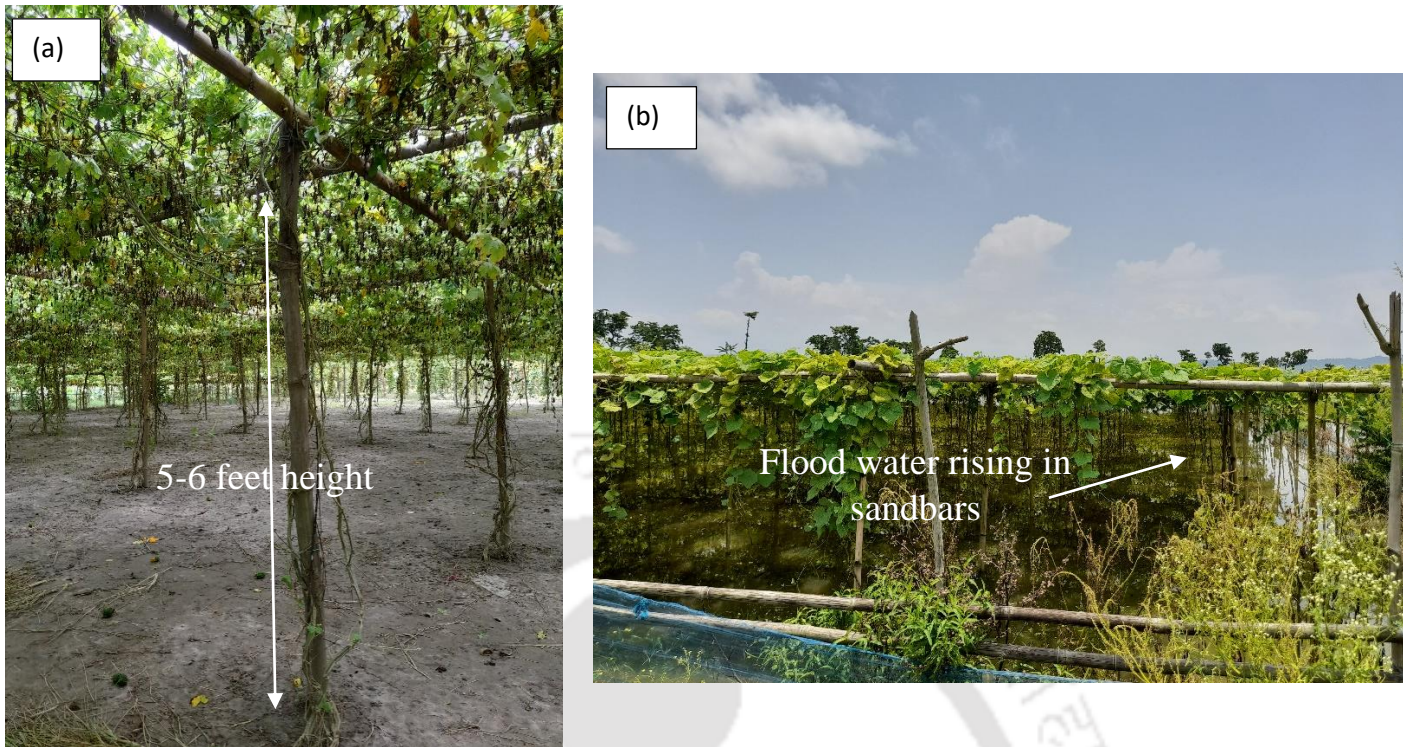 (a)
5-6 feet height
(b)
Flood water rising in
sandbars